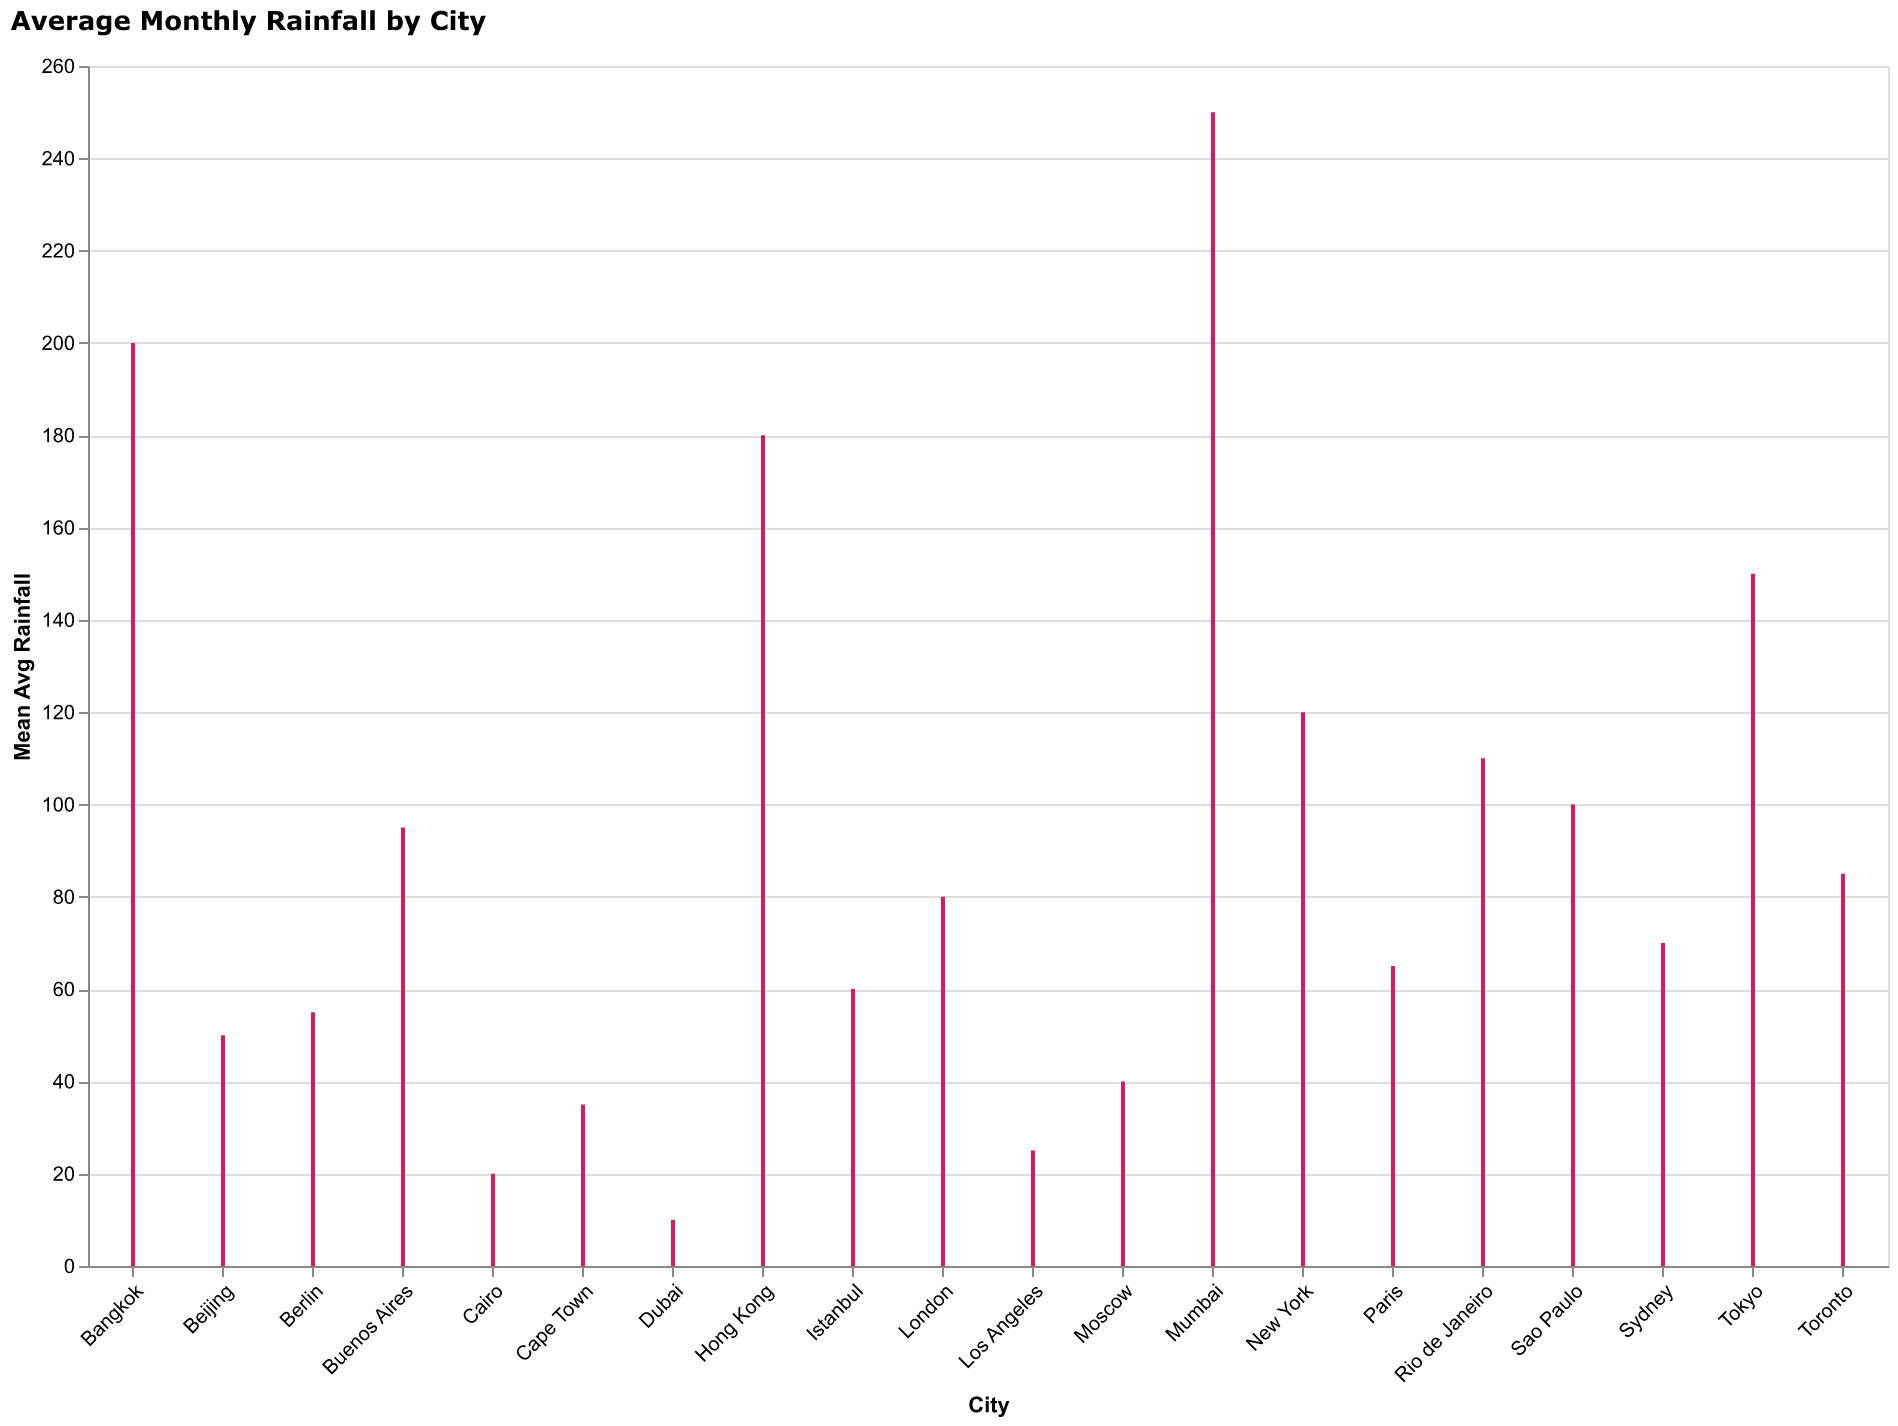 Average Monthly Rainfall by City
260
240
220
200
180
160
140
120
100
80
60
40
20
0
Mean Avg Rainfall
Bangkok
Beijing
Berlin
Buenos Aires
Cairo
Cape Town
Dubai
Hong Kong
Istanbul
London
Los Angeles
Moscow
Mumbai
New York
Paris
Rio de Janeiro
Sao Paulo
Sydney
Tokyo
Toronto
City